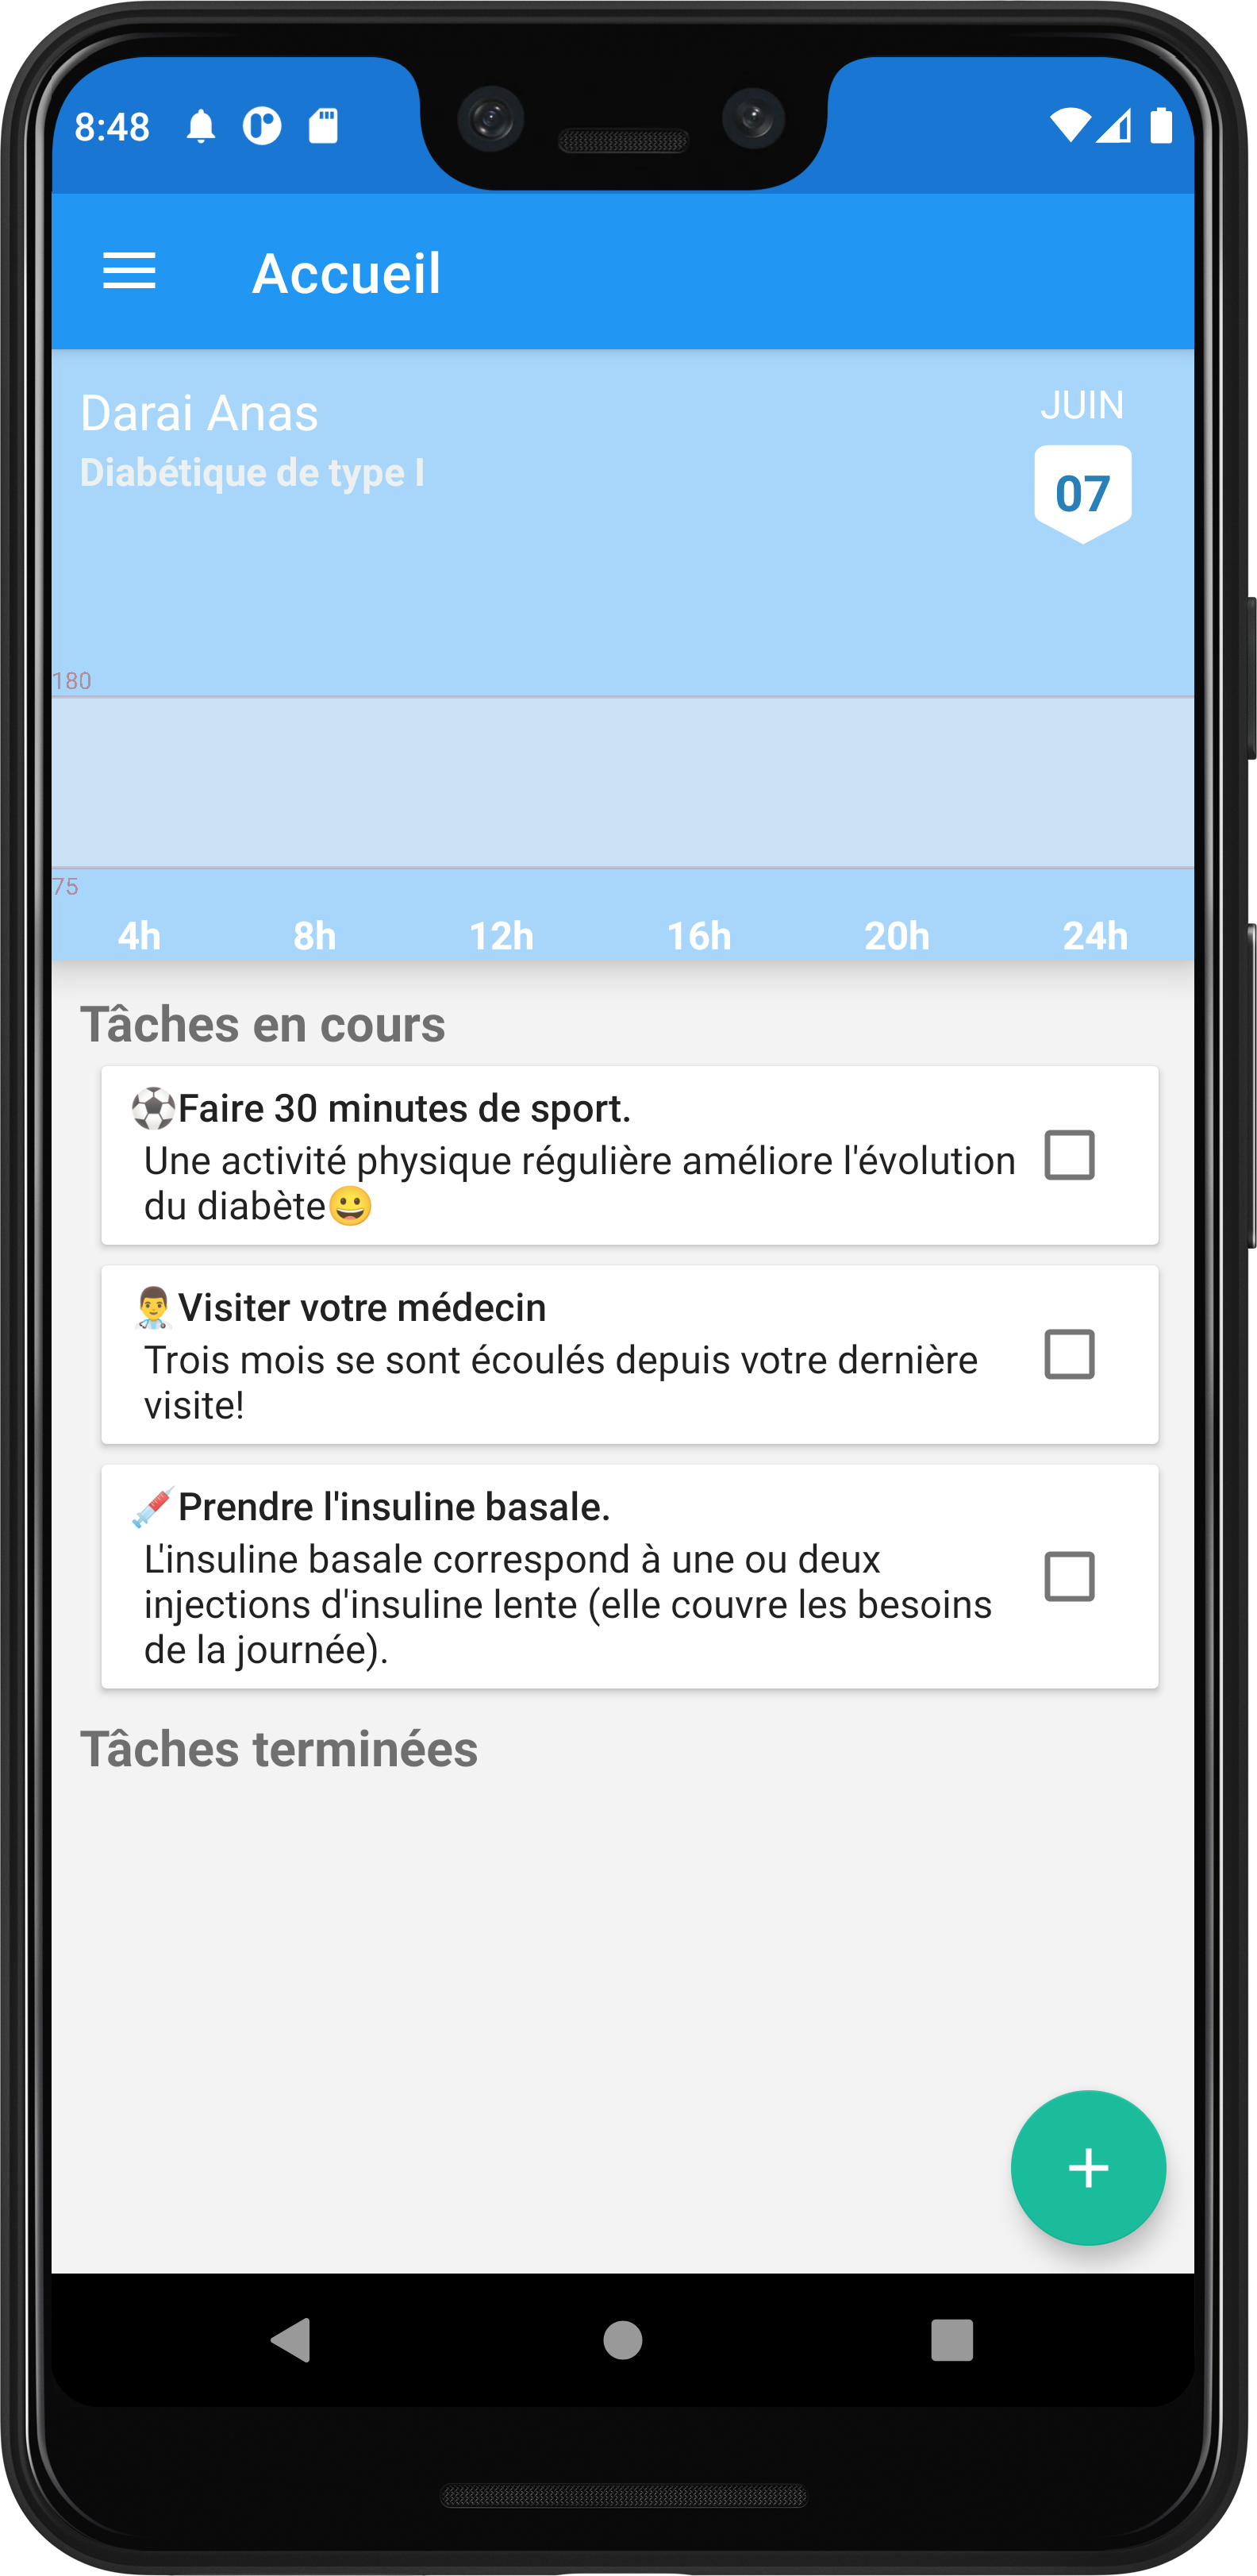 8:48
Accueil
Darai Anas
JUIN
Diabétique de type I
07
180
75
4h 8h 12h 16h 20h 24h
Tâches en cours
⚽Faire 30 minutes de sport.
Une activité physique régulière améliore l'évolution
du diabète😀
👨‍⚕️Visiter votre médecin
Trois mois se sont écoulés depuis votre dernière
visite!
💉Prendre l'insuline basale.
L'insuline basale correspond à une ou deux
injections d'insuline lente (elle couvre les besoins
de la journée).
Tâches terminées
+